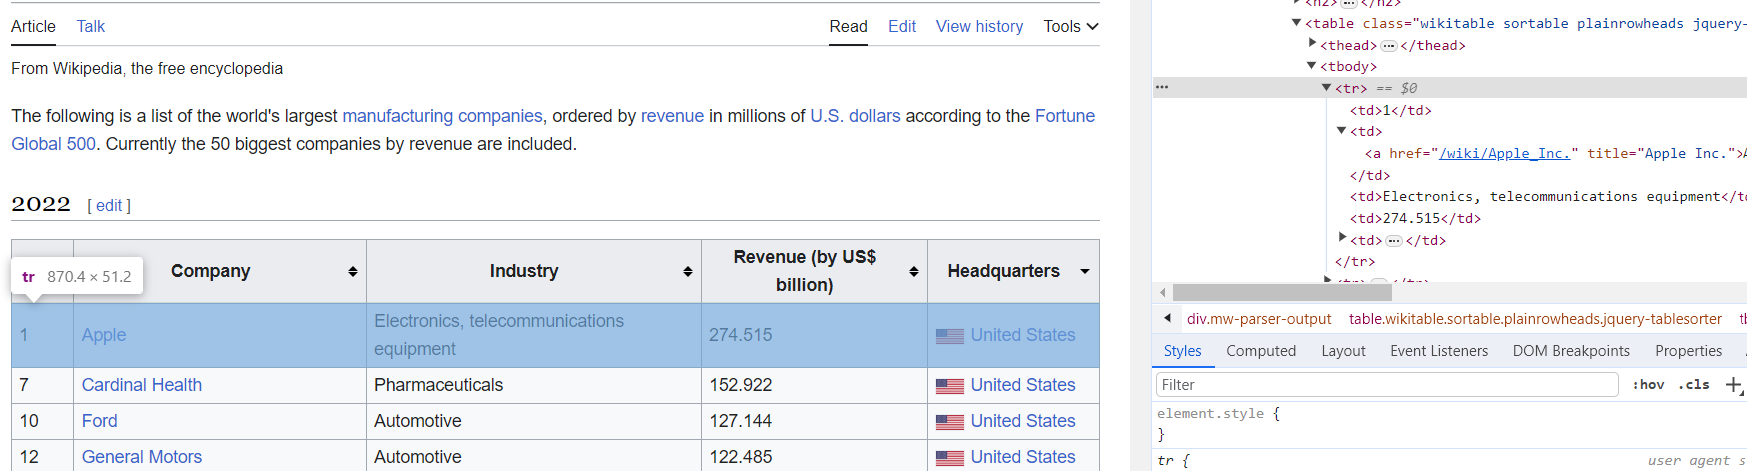 Article Talk Read Edit View history Tools
From Wikipedia, the free encyclopedia
The following is a list of the world's largest manufacturing companies, ordered by revenue in millions of U.S. dollars according to the Fortune
Global 500. Currently the 50 biggest companies by revenue are included.
2022 [ edit ]
Company Industry Revenue (by US$
billion) Headquarters
tr 870.4 × 51.2
1 Apple Electronics, telecommunications
equipment 274.515 United States
7 Cardinal Health Pharmaceuticals 152.922 United States
10 Ford Automotive 127.144 United States
12 General Motors Automotive 122.485 United States
<table class="wikitable sortable plainrowheads jquery-
<thead> ••• </thead>
<tbody>
••• <tr> == $0
<td>1</td>
<td>
<a href="/wiki/Apple_Inc." title="Apple Inc.">A
</td>
<td>Electronics, telecommunications equipment</t
<td>274.515</td>
<td> ••• </td>
</tr>
div.mw-parser-output table.wikitable.sortable.plainrowheads.jquery-tablesorter
Styles Computed Layout Event Listeners DOM Breakpoints Properties
Filter :hov .cls +
element.style {
}
tr { user agent s